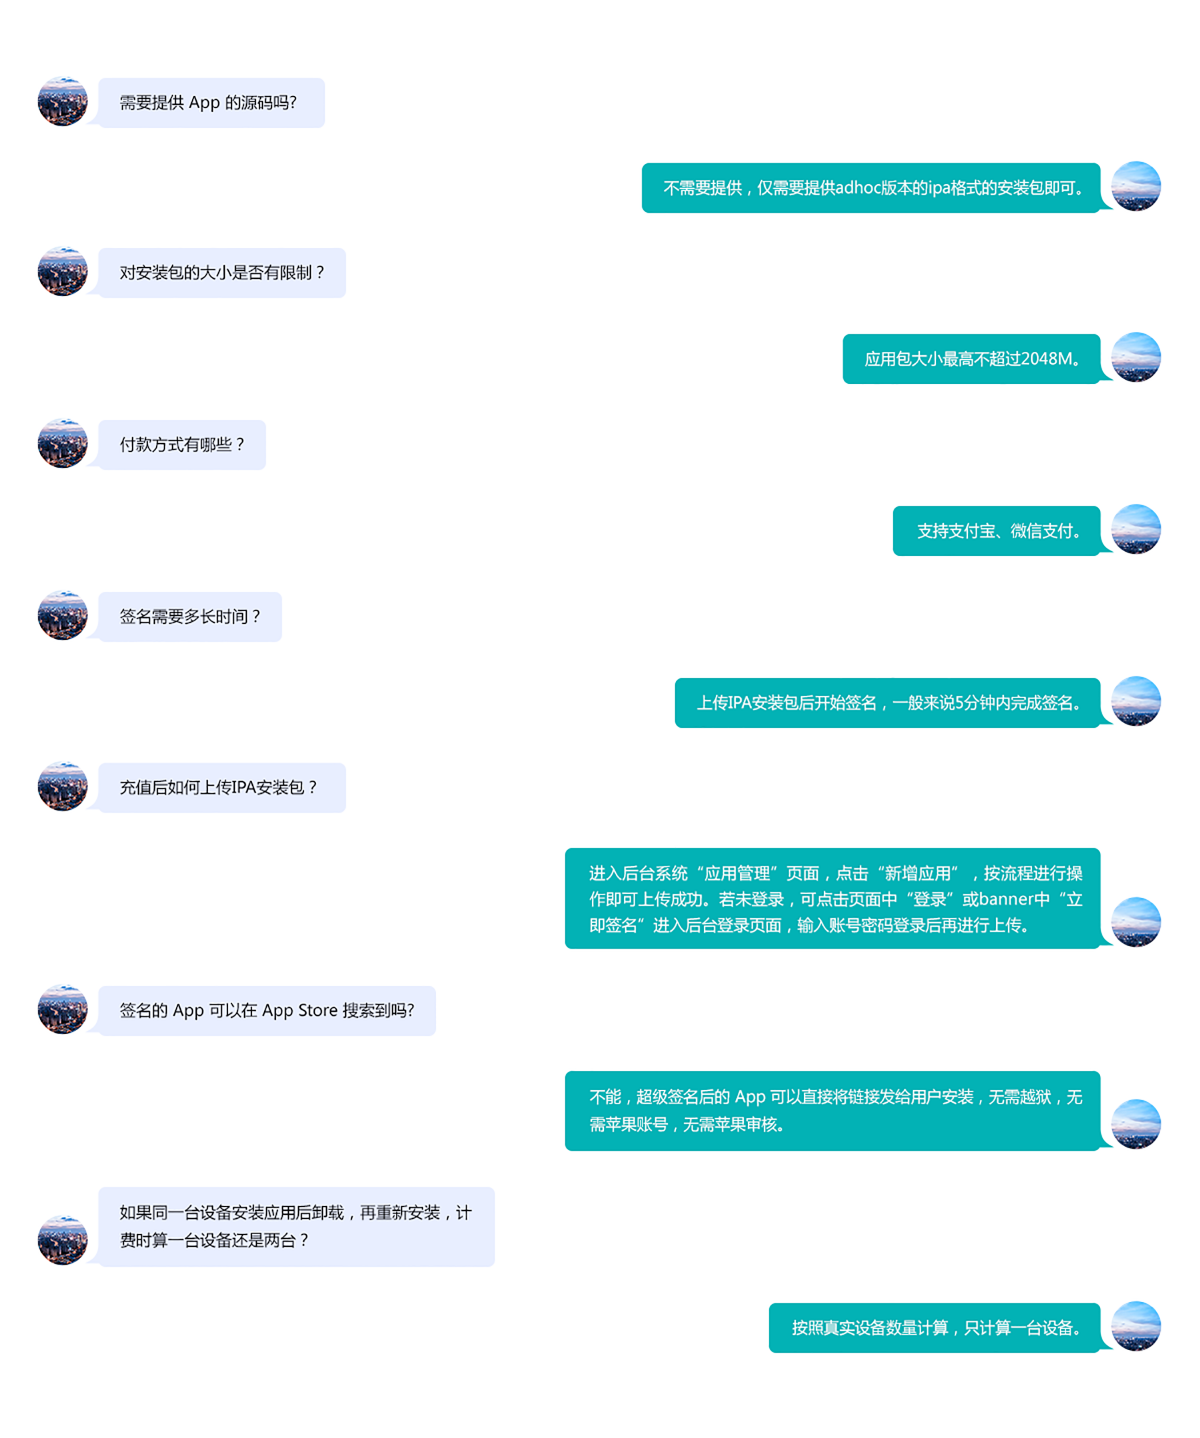 需要提供 App 的源码吗?
不需要提供，仅需要提供adhoc版本的ipa格式的安装包即可。
对安装包的大小是否有限制？
应用包大小最高不超过2048M。
付款方式有哪些？
支持支付宝、微信支付。
签名需要多长时间？
上传IPA安装包后开始签名，一般来说5分钟内完成签名。
充值后如何上传IPA安装包？
进入后台系统“应用管理”页面，点击“新增应用”，按流程进行操
作即可上传成功。若未登录，可点击页面中“登录”或banner中“立
即签名”进入后台登录页面，输入账号密码登录后再进行上传。
签名的 App 可以在 App Store 搜索到吗?
不能，超级签名后的 App 可以直接将链接发给用户安装，无需越狱，无
需苹果账号，无需苹果审核。
如果同一台设备安装应用后卸载，再重新安装，计
费时算一台设备还是两台？
按照真实设备数量计算，只计算一台设备。